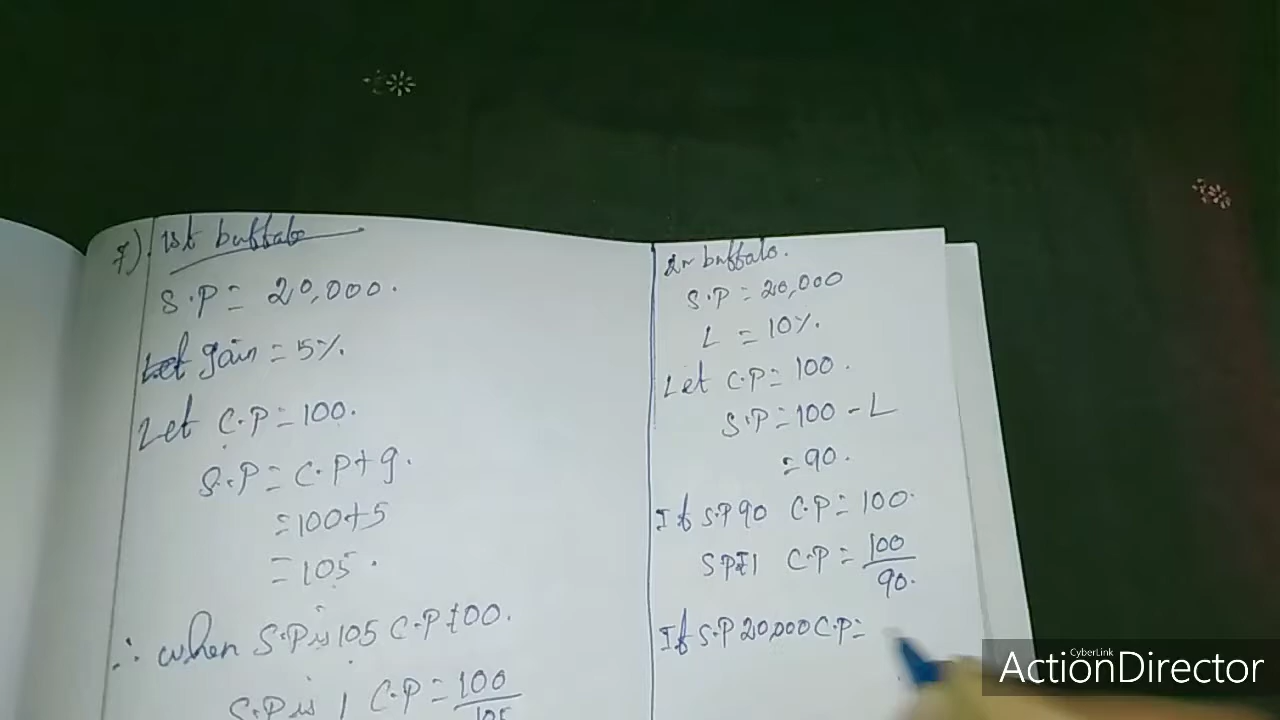 7). 1st buffalo
S.P = 20,000.
Let gain = 5%.
Let C.P = 100.
S.P = C.P + g.
= 100 + 5
= 105.
∴ when S.P is 105 C.P 100.
S.P is 1 C.P = 100/105
2n buffalo.
S.P = 20,000
L = 10%.
Let C.P = 100.
S.P = 100 - L
= 90.
If S.P 90 C.P = 100.
S.P 1 C.P = 100/90.
If S.P 20,000 C.P =
CyberLink
ActionDirector